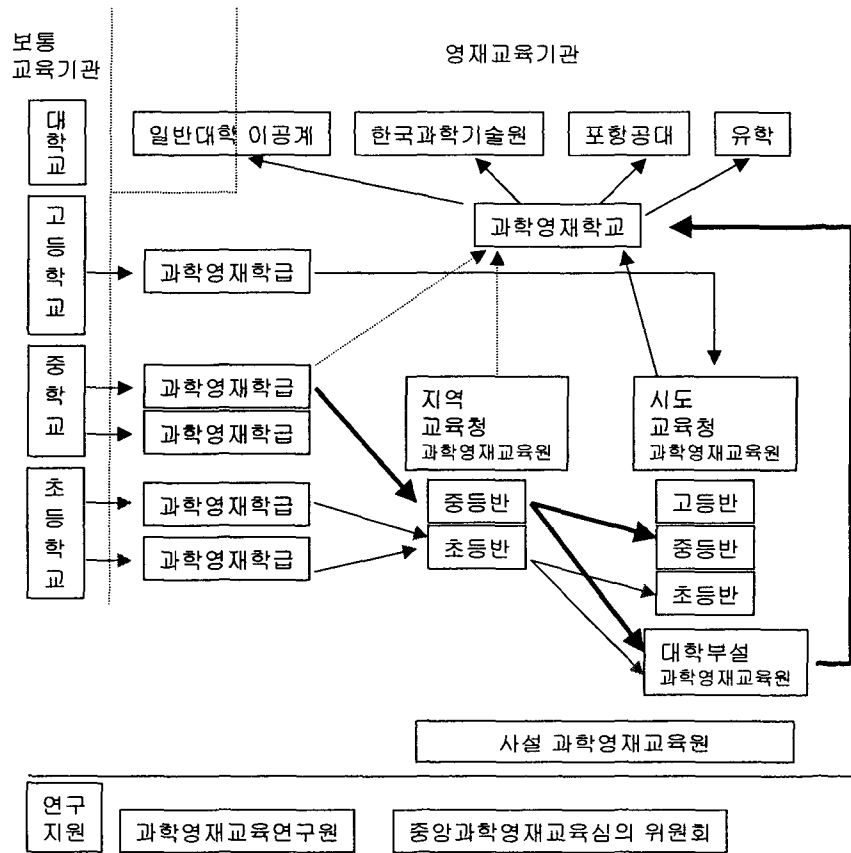 보통
교육기관
영재교육기관
대학교
일반대학 이공계
한국과학기술원
포항공대
유학
고등학교
과학영재학교
과학영재학급
중학교
과학영재학급
과학영재학급
지역
교육청
과학영재교육원
시도
교육청
과학영재교육원
초등학교
과학영재학급
과학영재학급
중등반
초등반
고등반
중등반
초등반
대학부설
과학영재교육원
사설 과학영재교육원
연구
지원
과학영재교육연구원
중앙과학영재교육심의 위원회